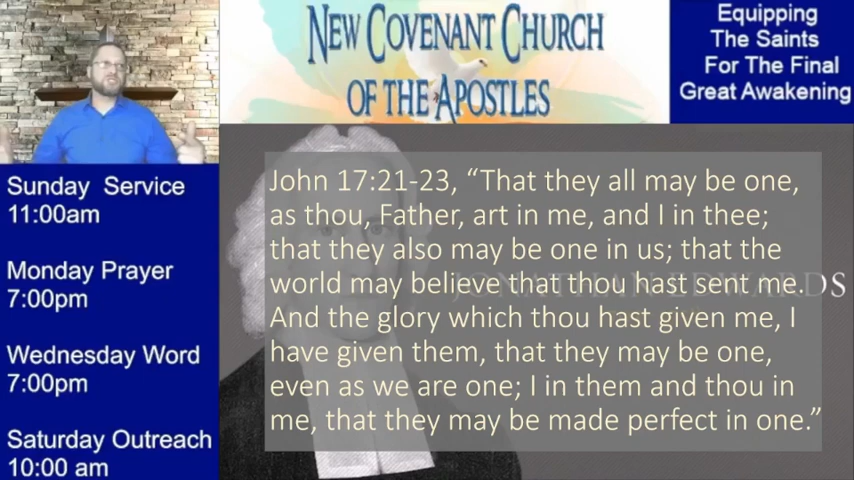 NEW COVENANT CHURCH
OF THE APOSTLES
Equipping
The Saints
For The Final
Great Awakening
Sunday Service
11:00am
Monday Prayer
7:00pm
Wednesday Word
7:00pm
Saturday Outreach
10:00 am
John 17:21-23, “That they all may be one,
as thou, Father, art in me, and I in thee;
that they also may be one in us; that the
world may believe that thou hast sent me.
And the glory which thou hast given me, I
have given them, that they may be one,
even as we are one; I in them and thou in
me, that they may be made perfect in one.”
JONATHAN EDWARDS